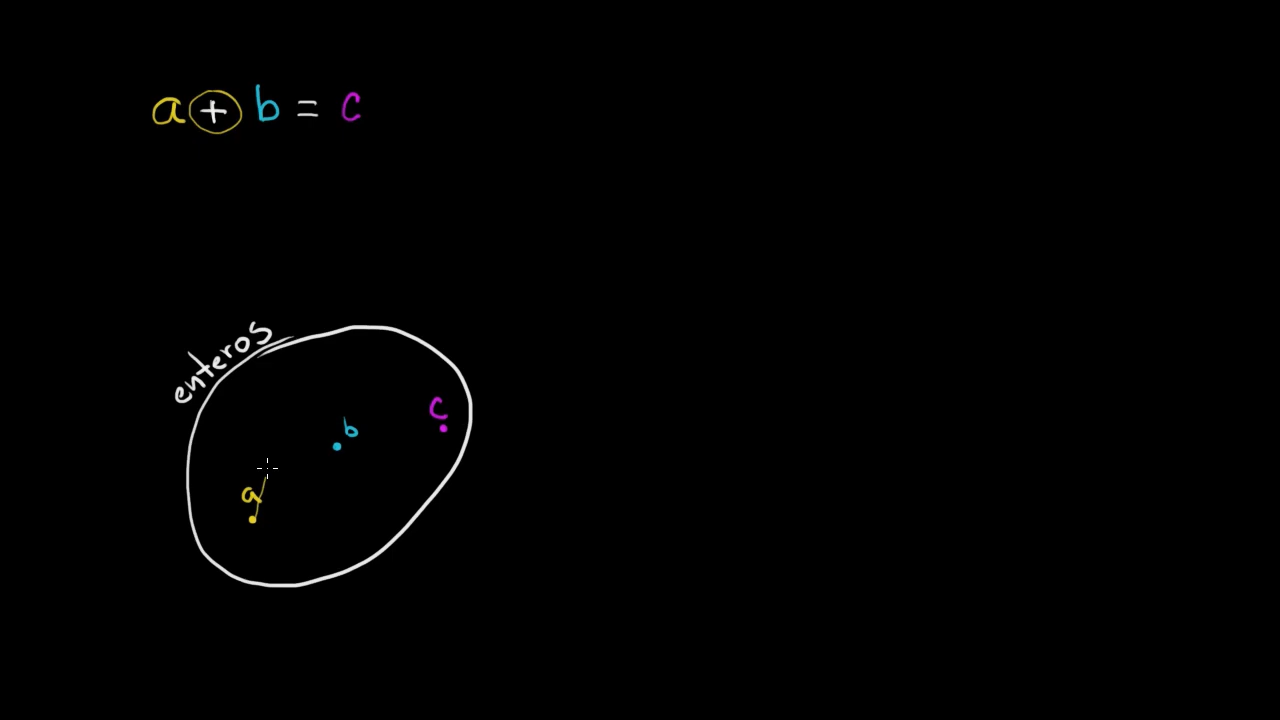 a + b = c
enteros
c
b
a